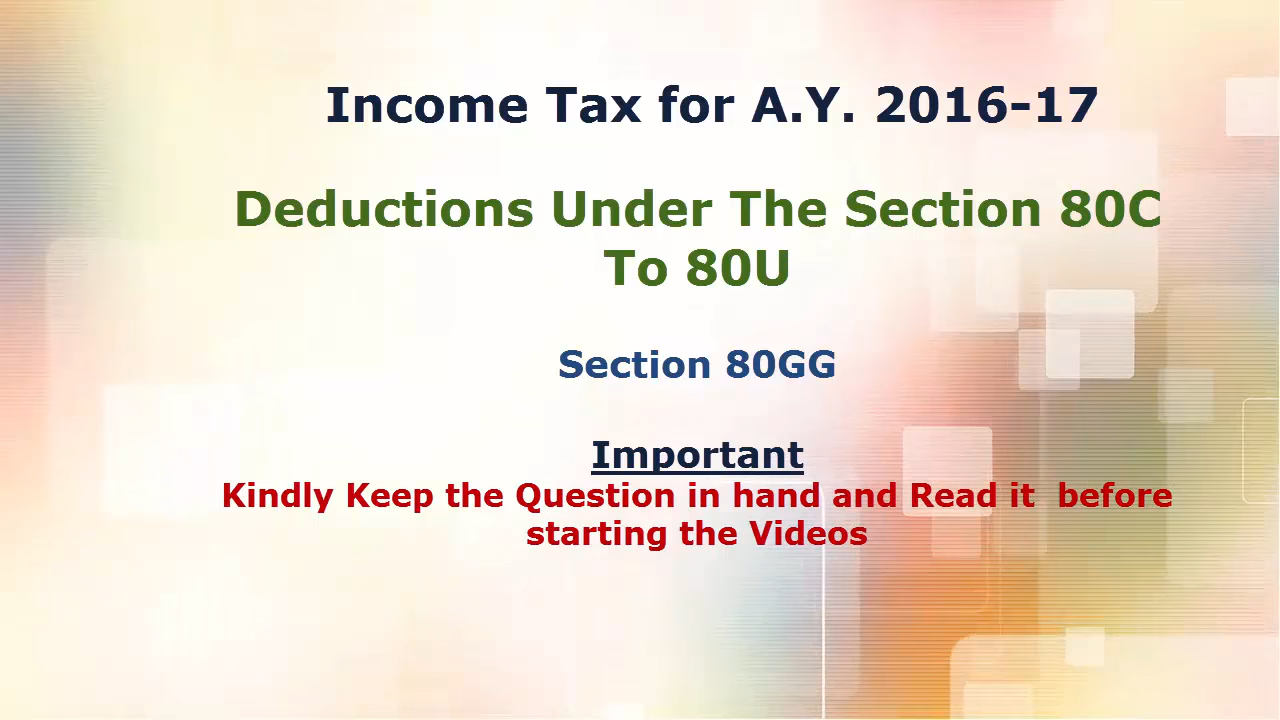 Income Tax for A.Y. 2016-17
Deductions Under The Section 80C
To 80U
Section 80GG
Important
Kindly Keep the Question in hand and Read it  before
starting the Videos